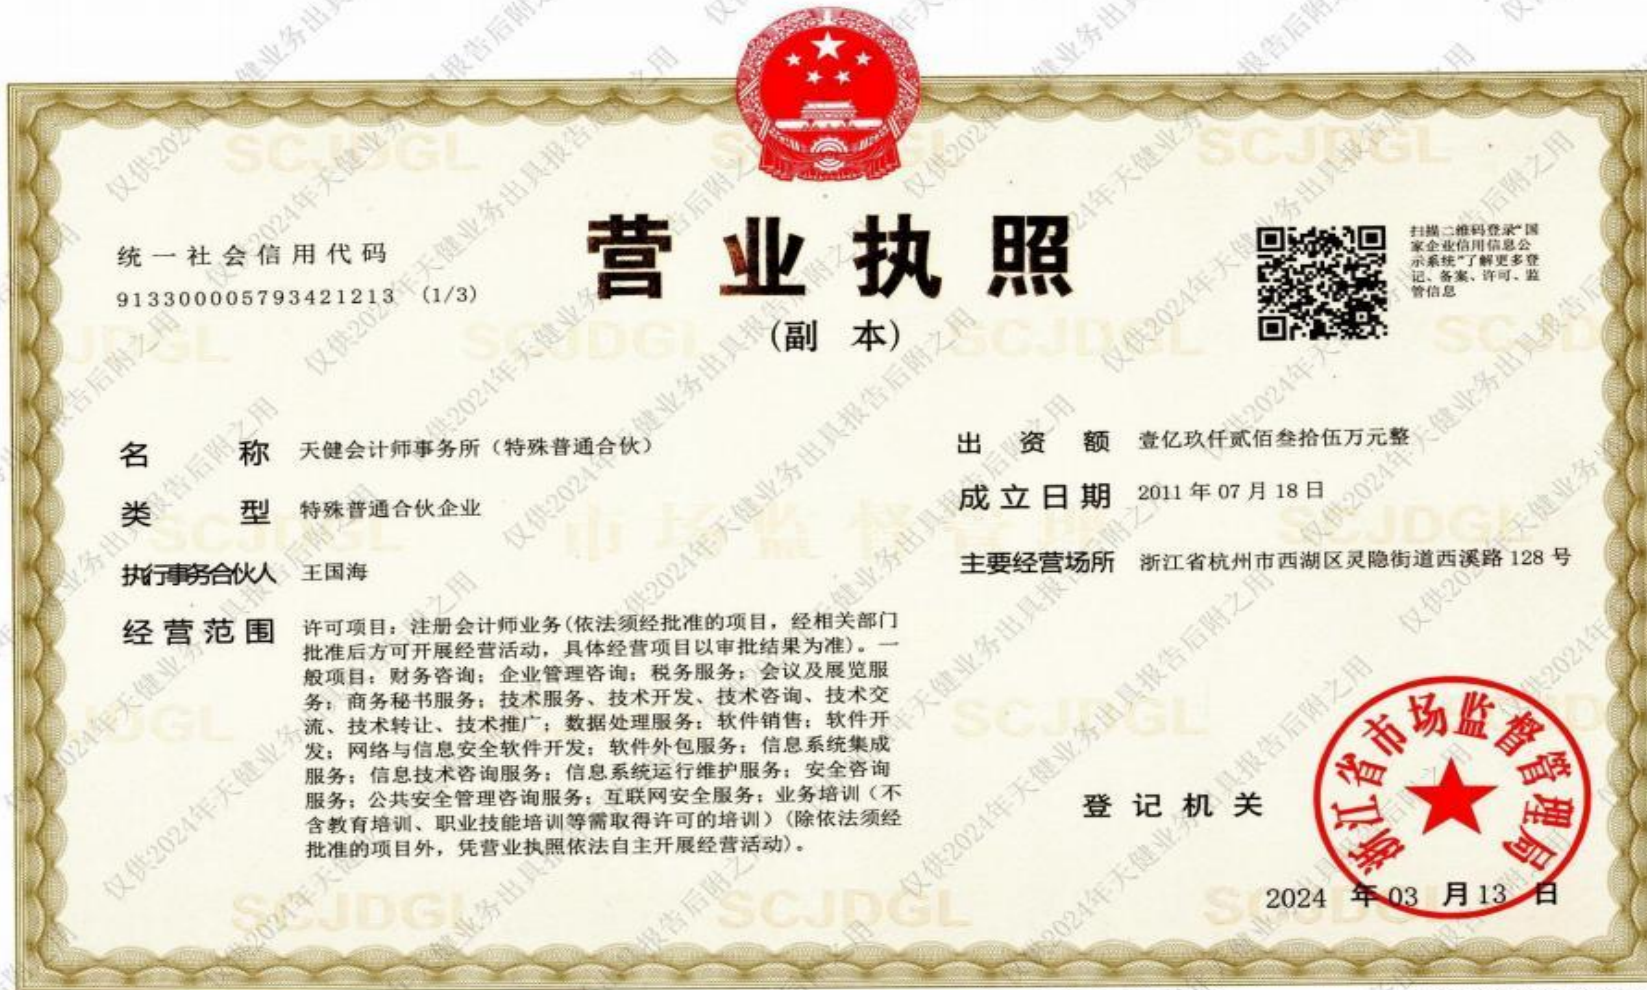 营业执照
(副 本)
统一社会信用代码
913300005793421213 (1/3)
扫描二维码登录“国
家企业信用信息公
示系统”了解更多登
记、备案、许可、监
管信息
名 称 天健会计师事务所（特殊普通合伙）
类 型 特殊普通合伙企业
执行事务合伙人 王国海
经营范围 许可项目：注册会计师业务(依法须经批准的项目，经相关部门
批准后方可开展经营活动，具体经营项目以审批结果为准)。一
般项目：财务咨询；企业管理咨询；税务服务；会议及展览服
务；商务秘书服务；技术服务、技术开发、技术咨询、技术交
流、技术转让、技术推广；数据处理服务；软件销售；软件开
发；网络与信息安全软件开发；软件外包服务；信息系统集成
服务；信息技术咨询服务；信息系统运行维护服务；安全咨询
服务；公共安全管理咨询服务；互联网安全服务；业务培训（不
含教育培训、职业技能培训等需取得许可的培训）(除依法须经
批准的项目外，凭营业执照依法自主开展经营活动)。
出 资 额 壹亿玖仟贰佰叁拾伍万元整
成立日期 2011 年 07 月 18 日
主要经营场所 浙江省杭州市西湖区灵隐街道西溪路 128 号
登记机关
浙江省市场监督管理局
2024 年 03 月 13 日
SCJDGL
市场监督管理
仅供2024年天健业务出具报告后附之用